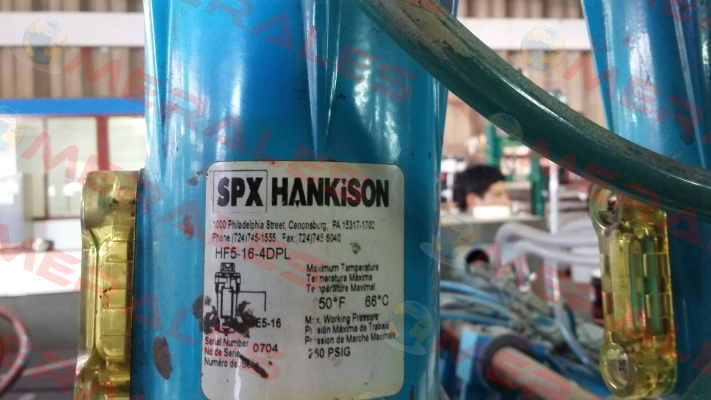 SPX HANKiSON
1000 Philadelphia Street, Canonsburg, PA 15317-1700
Phone (724)745-1555 Fax: (724)745 6040
HF5-16-4DPL
Maximum Temperature
Temperatura Máxima
Température Maximal
50°F 66°C
E5-16
Max. Working Pressure
Presión Máxima de Trabajo
Pression de Marche Maximale
Serial Number
No de Serie
Numéro de
0704
250 PSIG
MERALES